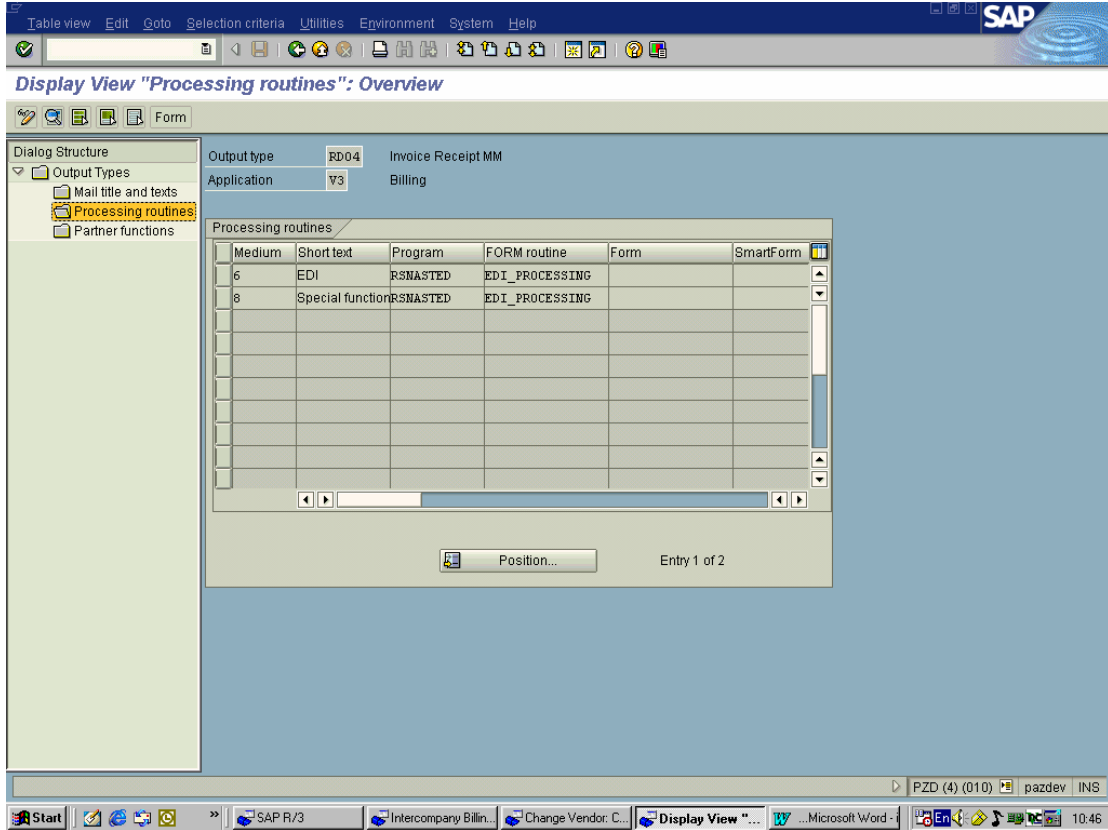 Table view Edit Goto Selection criteria Utilities Environment System Help
SAP
Display View "Processing routines": Overview
Form
Dialog Structure
Output Types
Mail title and texts
Processing routines
Partner functions
Output type RD04 Invoice Receipt MM
Application V3 Billing
Processing routines
Medium Short text Program FORM routine Form SmartForm
6 EDI RSNASTED EDI_PROCESSING
8 Special function RSNASTED EDI_PROCESSING
Position... Entry 1 of 2
PZD (4) (010) pazdev INS
Start » SAP R/3 Intercompany Billin... Change Vendor: C... Display View "... ...Microsoft Word - i En 10:46